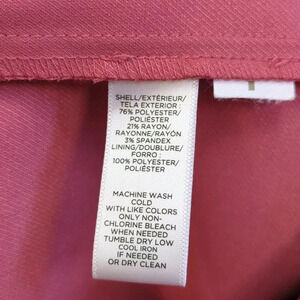 SHELL/EXTÉRIEUR/
TELA EXTERIOR :
76% POLYESTER/
POLIÉSTER
21% RAYON/
RAYONNE/RAYÓN
3% SPANDEX
LINING/DOUBLURE/
FORRO :
100% POLYESTER/
POLIÉSTER
MACHINE WASH
COLD
WITH LIKE COLORS
ONLY NON-
CHLORINE BLEACH
WHEN NEEDED
TUMBLE DRY LOW
COOL IRON
IF NEEDED
OR DRY CLEAN